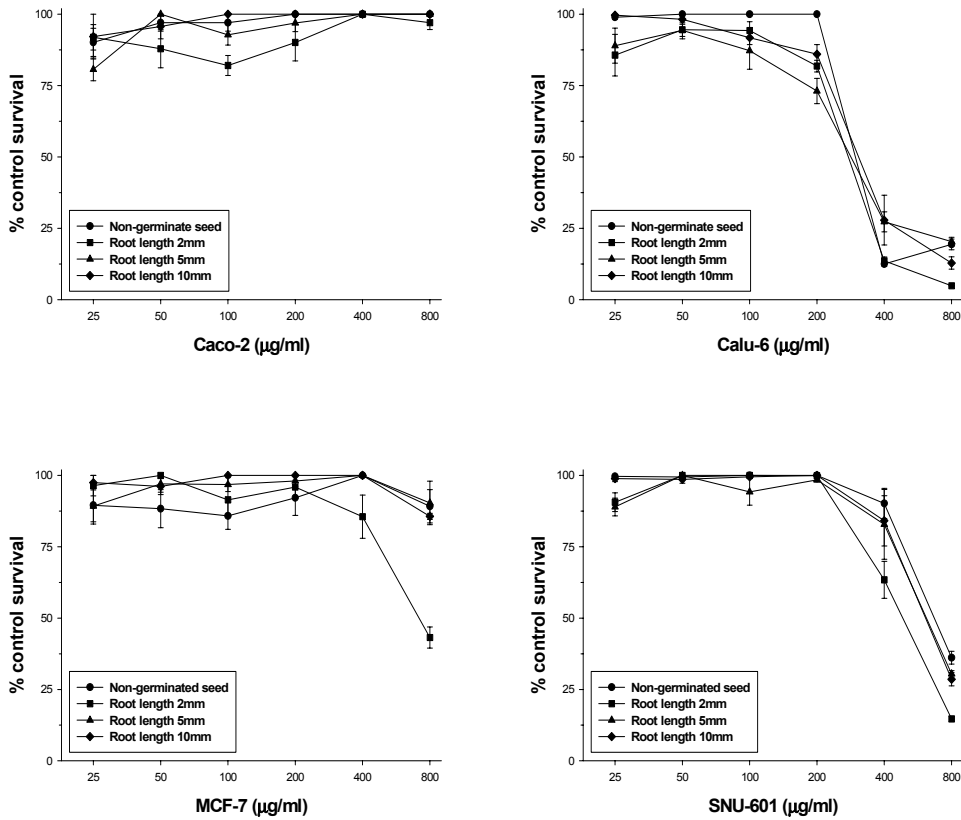 % control survival
100
75
50
25
0
Non-germinate seed
Root length 2mm
Root length 5mm
Root length 10mm
25 50 100 200 400 800
Caco-2 (μg/ml)
% control survival
100
75
50
25
0
Non-germinate seed
Root length 2mm
Root length 5mm
Root length 10mm
25 50 100 200 400 800
Calu-6 (μg/ml)
% control survival
100
75
50
25
0
Non-germinated seed
Root length 2mm
Root length 5mm
Root length 10mm
25 50 100 200 400 800
MCF-7 (μg/ml)
% control survival
100
75
50
25
0
Non-germinated seed
Root length 2mm
Root length 5mm
Root length 10mm
25 50 100 200 400 800
SNU-601 (μg/ml)